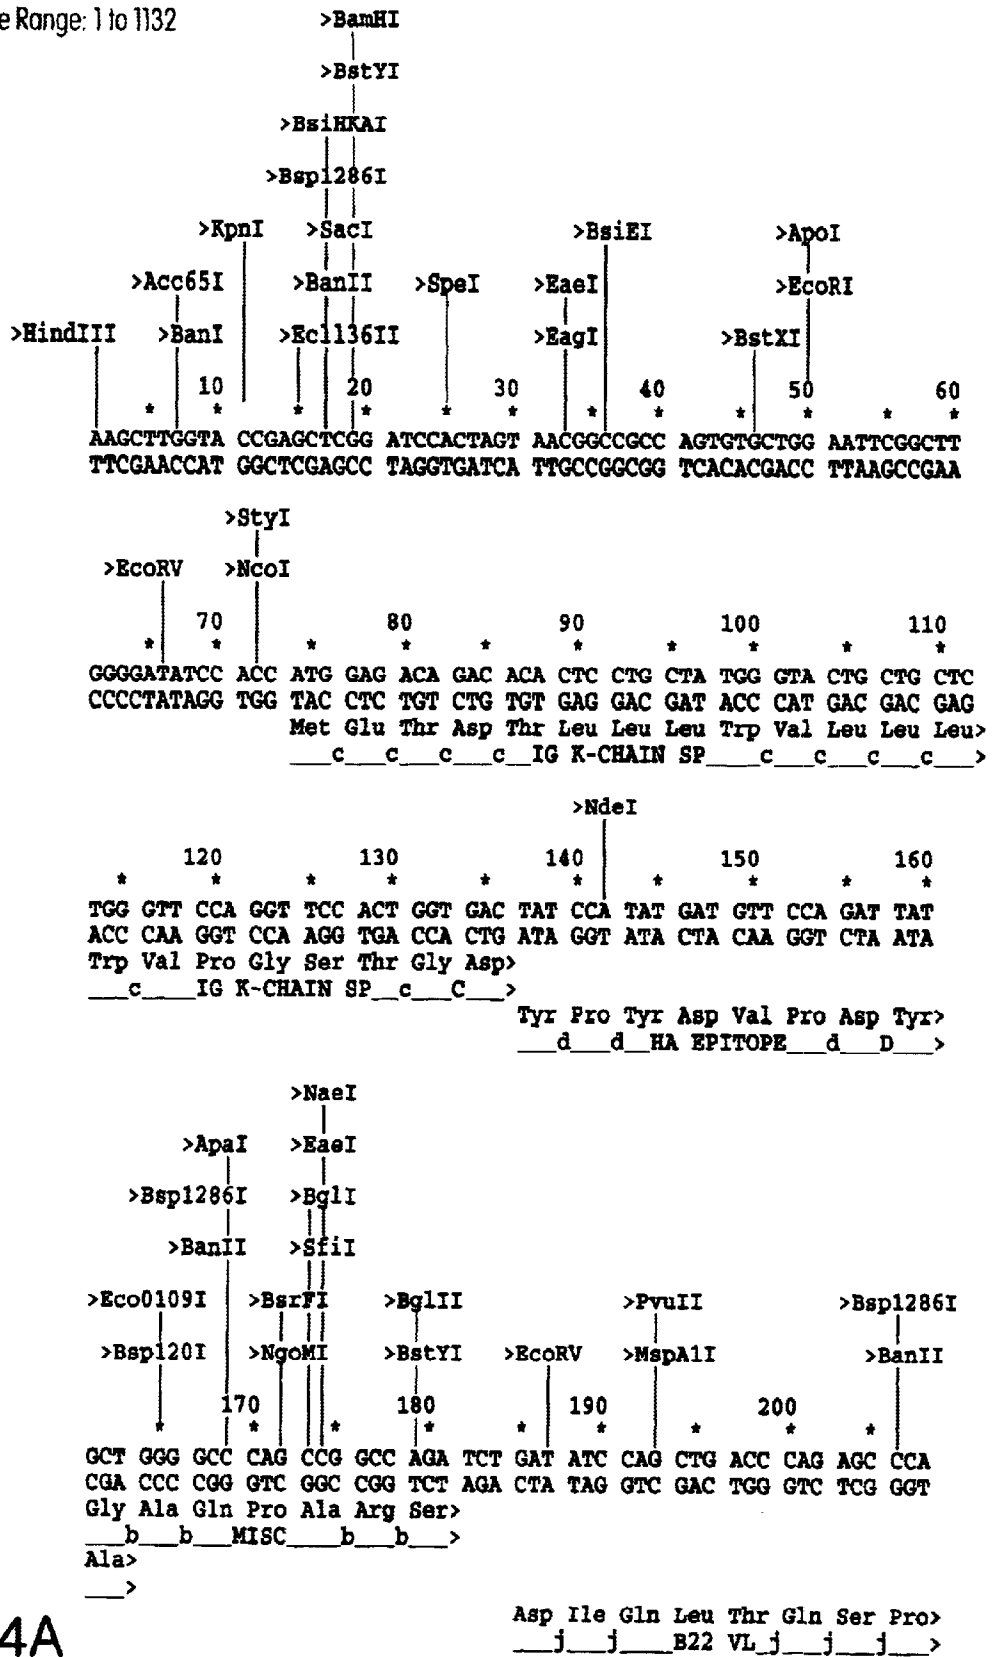 e Range: 1 to 1132
>BamHI
>BstYI
>BsiHKAI
>Bsp1286I
>KpnI >SacI >BsiEI >ApoI
>Acc65I >BanII >SpeI >EaeI >EcoRI
>HindIII >BanI >Ecl136II >EagI >BstXI
10 20 30 40 50 60
* * * * * * * * * * * *
AAGCTTGGTA CCGAGCTCGG ATCCACTAGT AACGGCCGCC AGTGTGCTGG AATTCGGCTT
TTCGAACCAT GGCTCGAGCC TAGGTGATCA TTGCCGGCGG TCACACGACC TTAAGCCGAA
>StyI
>EcoRV >NcoI
70 80 90 100 110
* * * * * * * * * *
GGGGATATCC ACC ATG GAG ACA GAC ACA CTC CTG CTA TGG GTA CTG CTG CTC
CCCCTATAGG TGG TAC CTC TGT CTG TGT GAG GAC GAT ACC CAT GAC GAC GAG
Met Glu Thr Asp Thr Leu Leu Leu Trp Val Leu Leu Leu>
___c___c___c___c__IG K-CHAIN SP____c___c___c___c___>
>NdeI
120 130 140 150 160
* * * * * * * * * *
TGG GTT CCA GGT TCC ACT GGT GAC TAT CCA TAT GAT GTT CCA GAT TAT
ACC CAA GGT CCA AGG TGA CCA CTG ATA GGT ATA CTA CAA GGT CTA ATA
Trp Val Pro Gly Ser Thr Gly Asp>
___c____IG K-CHAIN SP__c___C___>
Tyr Pro Tyr Asp Val Pro Asp Tyr>
___d___d__HA EPITOPE___d___D___>
>NaeI
>ApaI >EaeI
>Bsp1286I >BglI
>BanII >SfiI
>EcoO109I >BsrFI >BglII >PvuII >Bsp1286I
>Bsp120I >NgoMI >BstYI >EcoRV >MspA1I >BanII
170 180 190 200
* * * * * * * * *
GCT GGG GCC CAG CCG GCC AGA TCT GAT ATC CAG CTG ACC CAG AGC CCA
CGA CCC CGG GTC GGC CGG TCT AGA CTA TAG GTC GAC TGG GTC TCG GGT
Gly Ala Gln Pro Ala Arg Ser>
___b___b___MISC____b___b___>
Ala>
___>
Asp Ile Gln Leu Thr Gln Ser Pro>
___j___j____B22 VL_j___j___j___>
4A